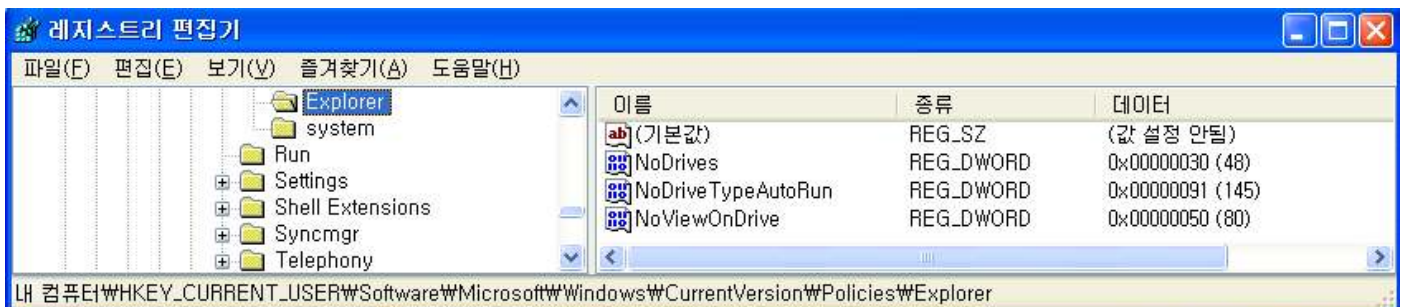 레지스트리 편집기
파일(F) 편집(E) 보기(V) 즐겨찾기(A) 도움말(H)
Explorer
system
Run
Settings
Shell Extensions
Syncmgr
Telephony
이름 종류 데이터
(기본값) REG_SZ (값 설정 안됨)
NoDrives REG_DWORD 0x00000030 (48)
NoDriveTypeAutoRun REG_DWORD 0x00000091 (145)
NoViewOnDrive REG_DWORD 0x00000050 (80)
내 컴퓨터₩HKEY_CURRENT_USER₩Software₩Microsoft₩Windows₩CurrentVersion₩Policies₩Explorer